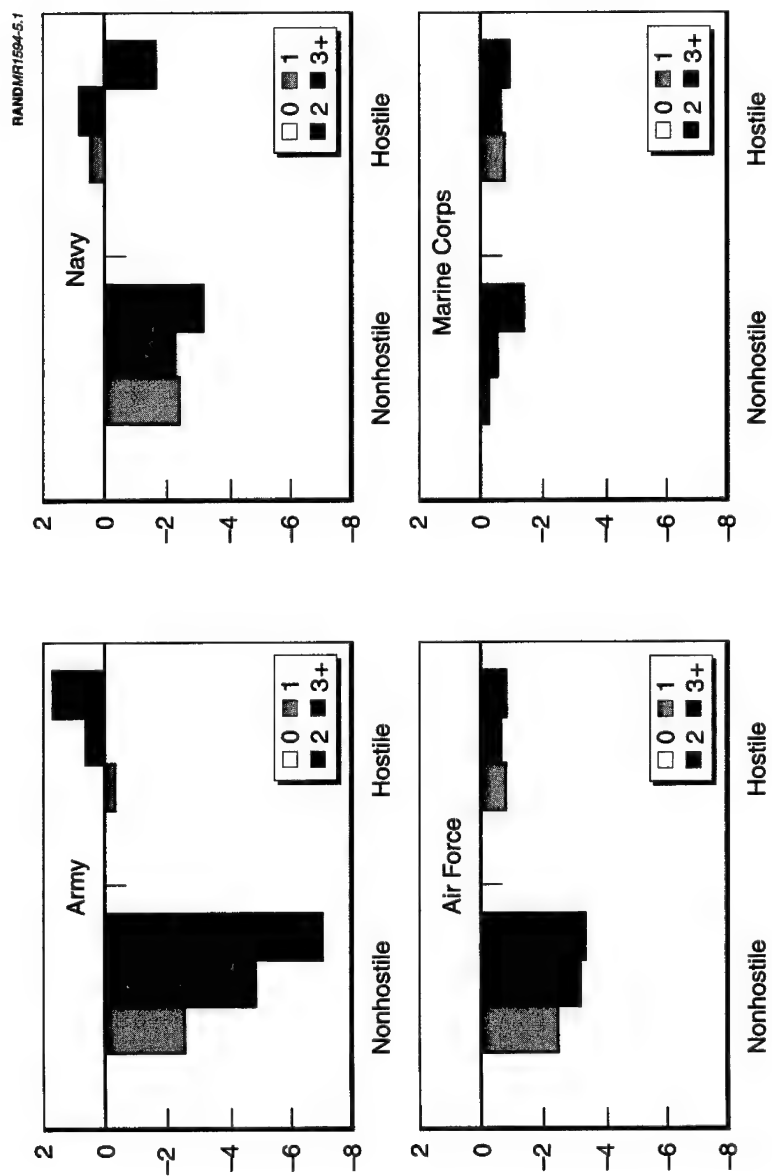 RANDMR1594-5.1
Army
2
0
–2
–4
–6
–8
Nonhostile
Hostile
0 1
2 3+
Navy
2
0
–2
–4
–6
–8
Nonhostile
Hostile
0 1
2 3+
Air Force
2
0
–2
–4
–6
–8
Nonhostile
Hostile
0 1
2 3+
Marine Corps
2
0
–2
–4
–6
–8
Nonhostile
Hostile
0 1
2 3+